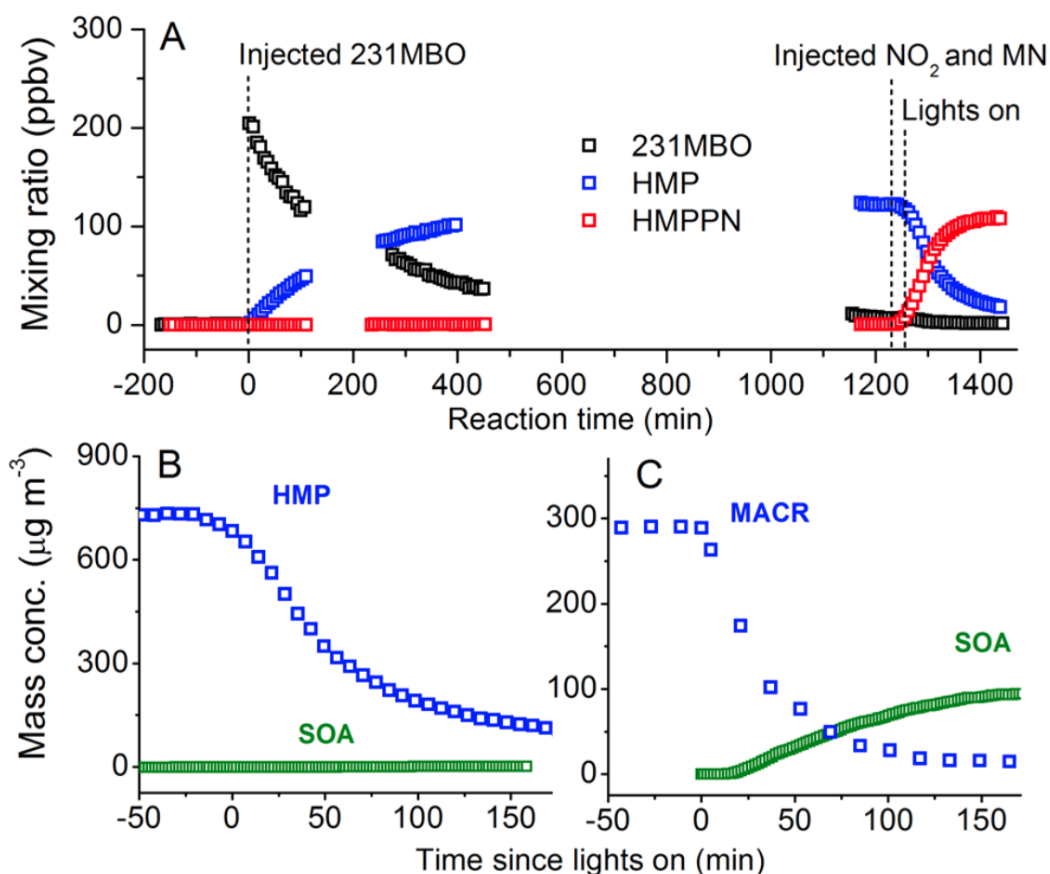 A
Injected 231MBO
Injected NO₂ and MN
Lights on
231MBO
HMP
HMPPN
Mixing ratio (ppbv)
300
200
100
0
-200 0 200 400 600 800 1000 1200 1400
Reaction time (min)
B
HMP
SOA
Mass conc. (μg m⁻³)
900
600
300
0
-50 0 50 100 150
C
MACR
SOA
300
200
100
0
-50 0 50 100 150
Time since lights on (min)